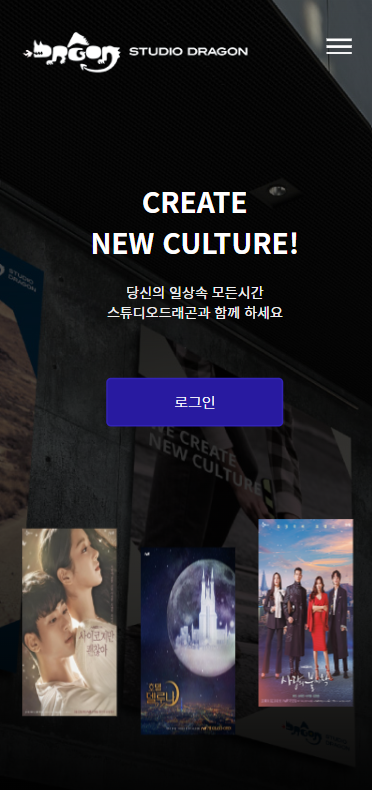 DRAGON STUDIO DRAGON
CREATE
NEW CULTURE!
당신의 일상속 모든시간
스튜디오드래곤과 함께 하세요
로그인
STUDIO
DRAGON
WE CREATE
NEW CULTURE!
사이코지만
괜찮아
호텔
델루나
사랑의 불시착